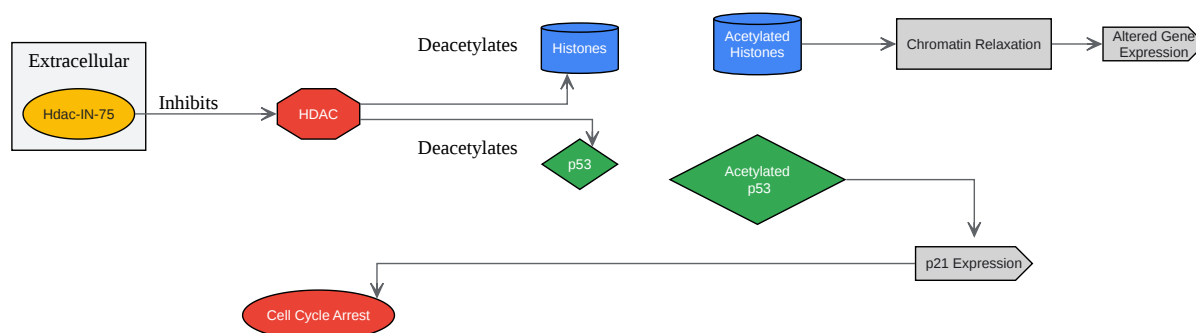 Extracellular
Hdac-IN-75
Inhibits
HDAC
Deacetylates
Histones
Deacetylates
p53
Acetylated
Histones
Chromatin Relaxation
Altered Gene
Expression
Acetylated
p53
p21 Expression
Cell Cycle Arrest